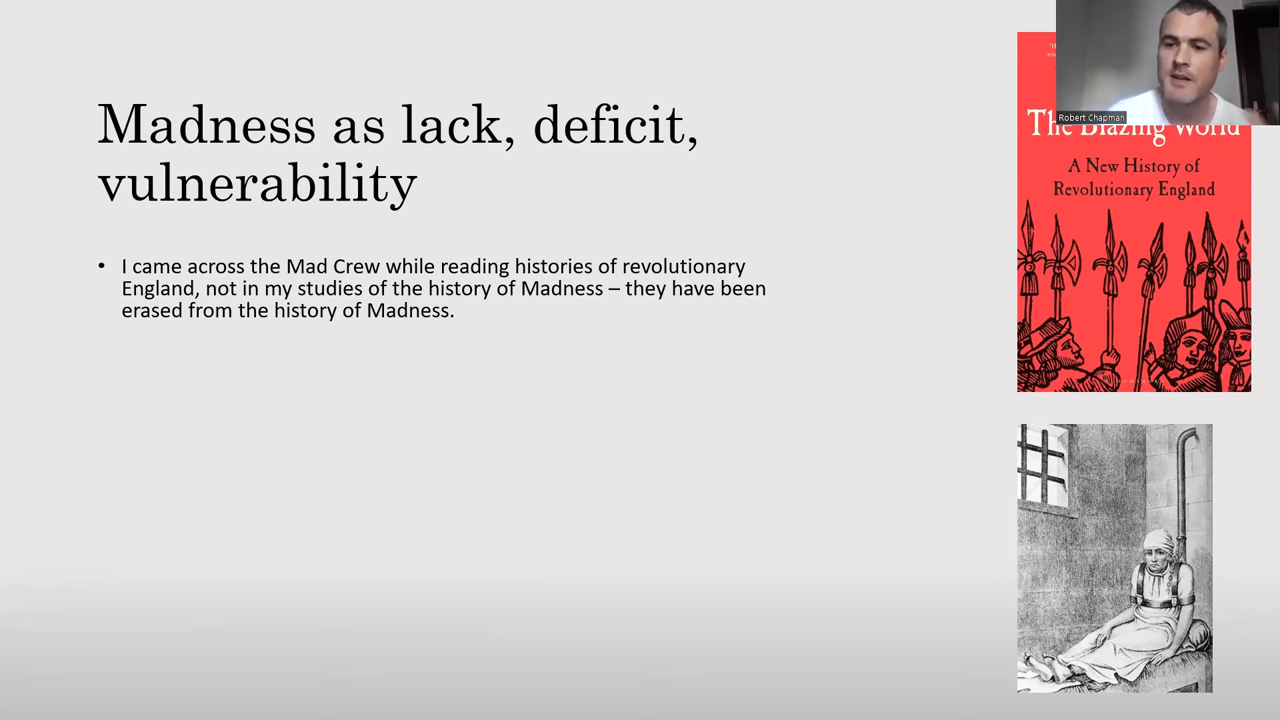 Madness as lack, deficit,
vulnerability
• I came across the Mad Crew while reading histories of revolutionary
England, not in my studies of the history of Madness – they have been
erased from the history of Madness.
Robert Chapman
The Blazing World
A New History of
Revolutionary England